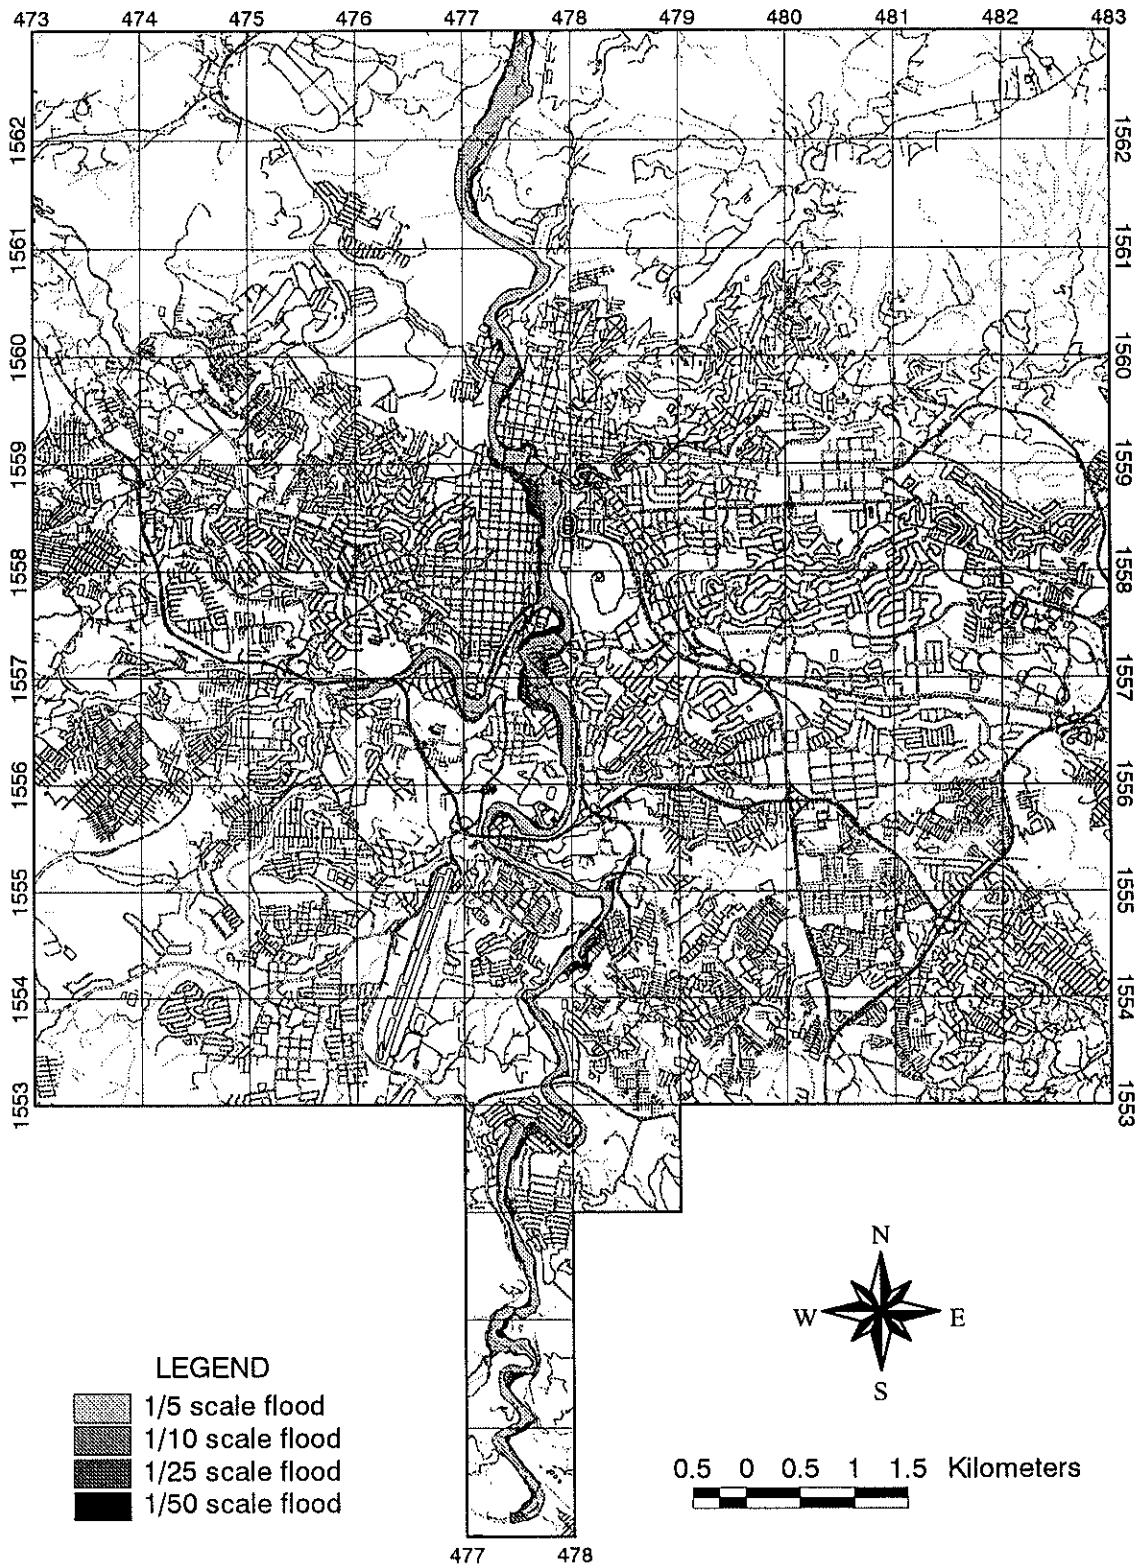 473 474 475 476 477 478 479 480 481 482 483
1562 1562
1561 1561
1560 1560
1559 1559
1558 1558
1557 1557
1556 1556
1555 1555
1554 1554
1553 1553
N
W E
S
LEGEND
1/5 scale flood
1/10 scale flood
1/25 scale flood
1/50 scale flood
0.5 0 0.5 1 1.5 Kilometers
477 478